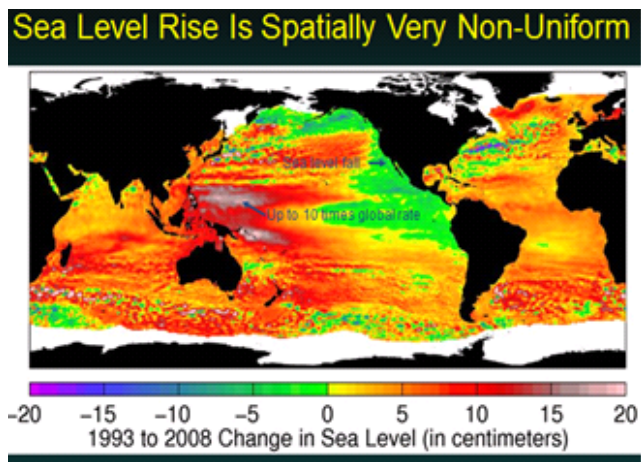 Sea Level Rise Is Spatially Very Non-Uniform
Sea level fall
Up to 10 times global rate
−20 −15 −10 −5 0 5 10 15 20
1993 to 2008 Change in Sea Level (in centimeters)